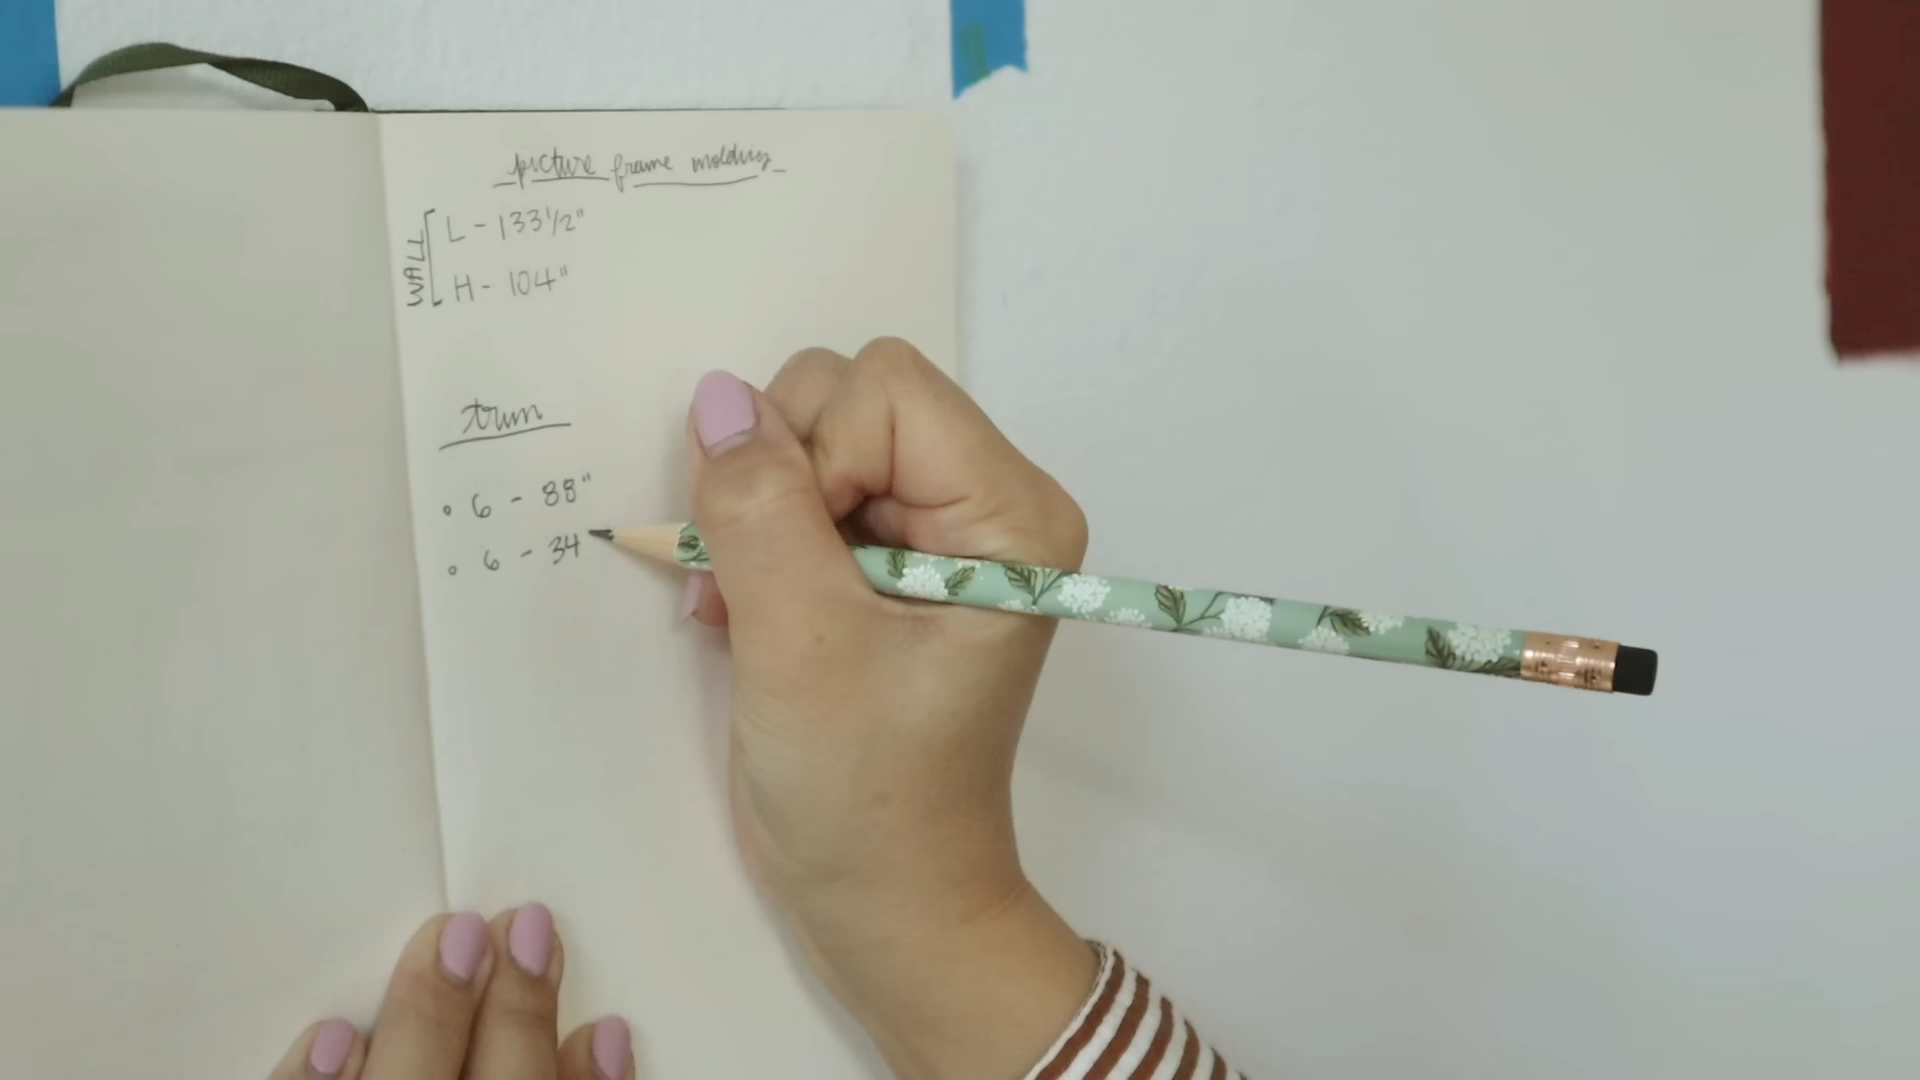 picture frame molding
WALL
L - 133 1/2"
H - 104"
trim
• 6 - 88"
• 6 - 34